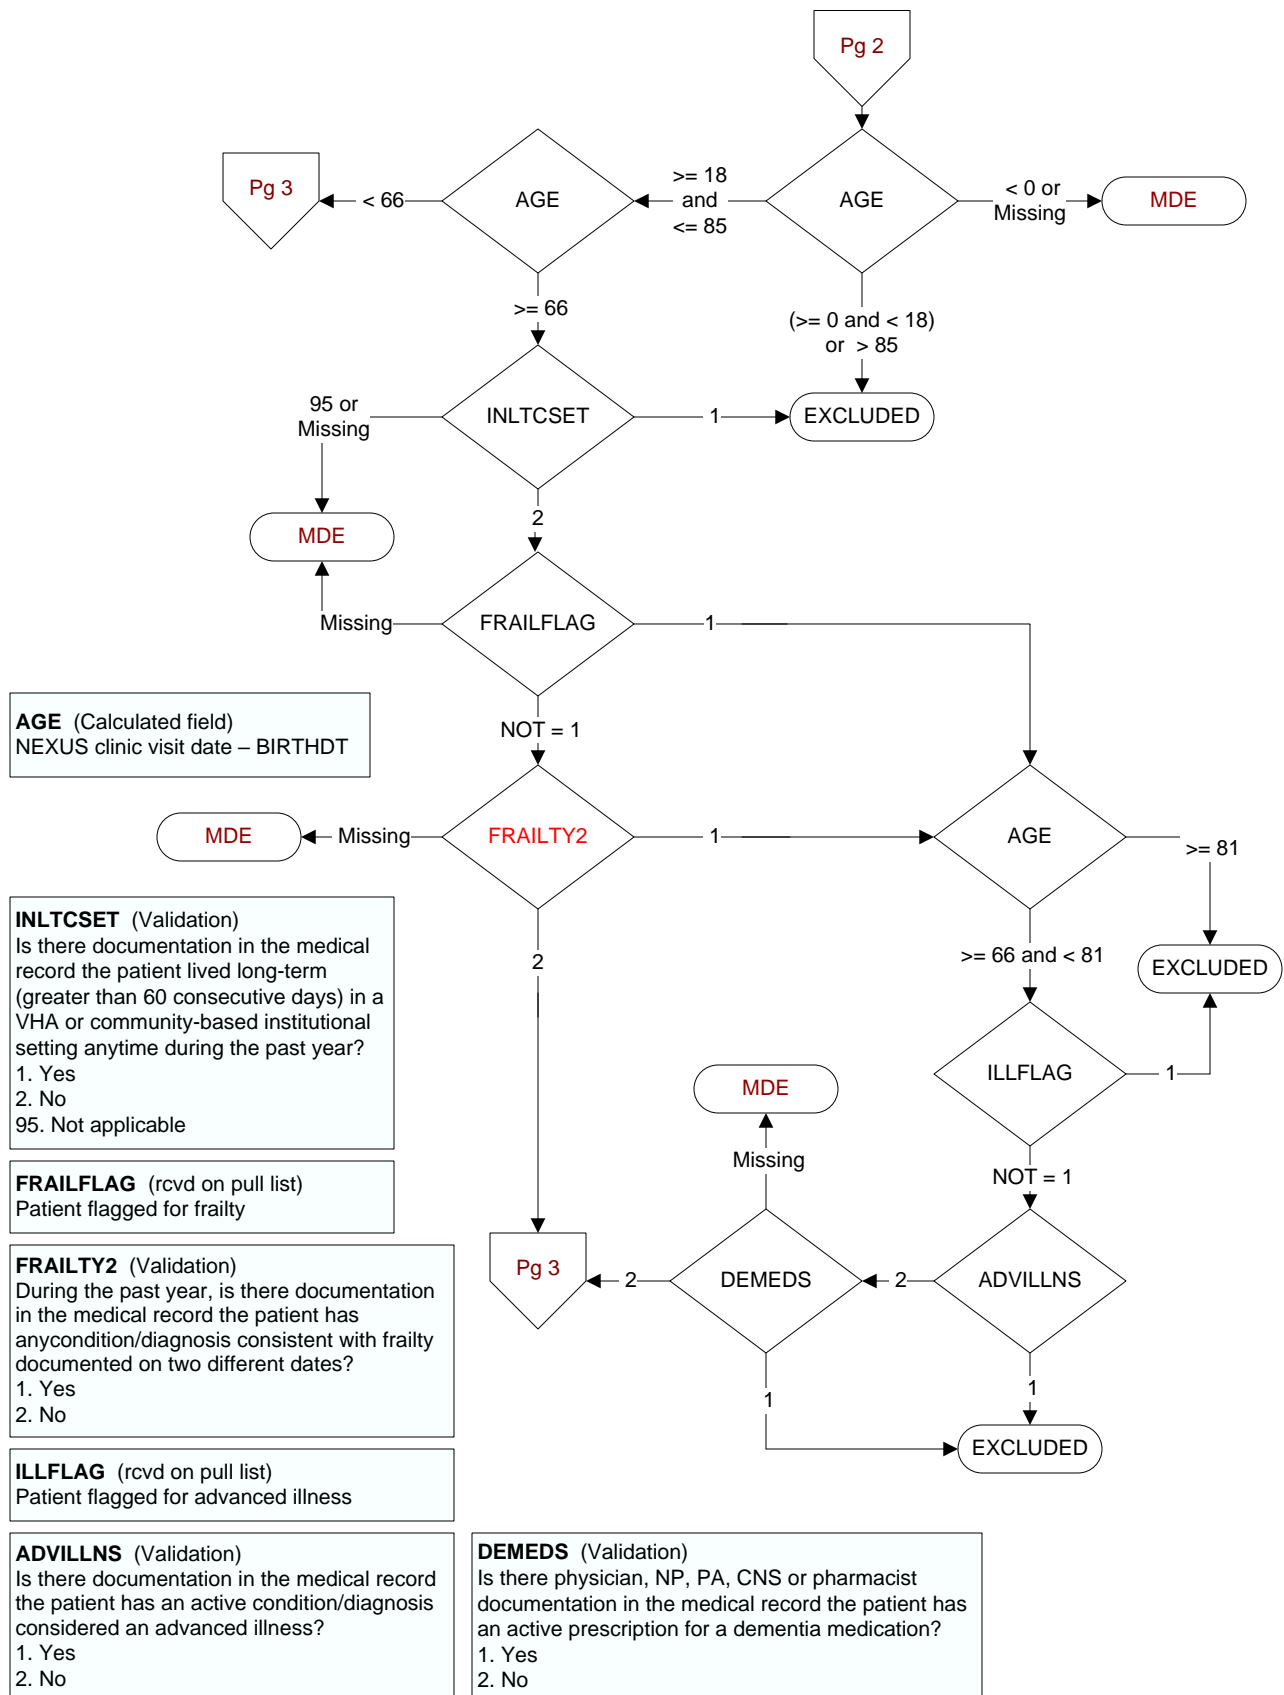 Pg 2
AGE
>= 18
and
<= 85
AGE
< 0 or
Missing
MDE
< 66
Pg 3
>= 66
(>= 0 and < 18)
or > 85
INLTCSET
95 or
Missing
1
EXCLUDED
MDE
2
FRAILFLAG
Missing
1
NOT = 1
AGE (Calculated field)
NEXUS clinic visit date – BIRTHDT
MDE
Missing
FRAILTY2
1
AGE
>= 81
2
>= 66 and < 81
EXCLUDED
INLTCSET (Validation)
Is there documentation in the medical
record the patient lived long-term
(greater than 60 consecutive days) in a
VHA or community-based institutional
setting anytime during the past year?
1. Yes
2. No
95. Not applicable
ILLFLAG
1
NOT = 1
MDE
Missing
FRAILFLAG (rcvd on pull list)
Patient flagged for frailty
Pg 3
2
DEMEDS
2
ADVILLNS
1
1
EXCLUDED
FRAILTY2 (Validation)
During the past year, is there documentation
in the medical record the patient has
anycondition/diagnosis consistent with frailty
documented on two different dates?
1. Yes
2. No
ILLFLAG (rcvd on pull list)
Patient flagged for advanced illness
ADVILLNS (Validation)
Is there documentation in the medical record
the patient has an active condition/diagnosis
considered an advanced illness?
1. Yes
2. No
DEMEDS (Validation)
Is there physician, NP, PA, CNS or pharmacist
documentation in the medical record the patient has
an active prescription for a dementia medication?
1. Yes
2. No